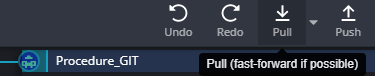 Undo Redo Pull Push
Procedure_GIT
Pull (fast-forward if possible)